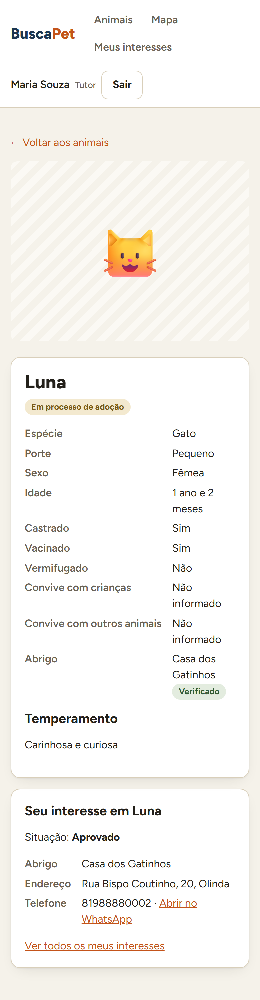 BuscaPet
Animais Mapa
Meus interesses
Maria Souza Tutor Sair
← Voltar aos animais
Luna
Em processo de adoção
Espécie Gato
Porte Pequeno
Sexo Fêmea
Idade 1 ano e 2
meses
Castrado Sim
Vacinado Sim
Vermifugado Não
Convive com crianças Não
informado
Convive com outros animais Não
informado
Abrigo Casa dos
Gatinhos
Verificado
Temperamento
Carinhosa e curiosa
Seu interesse em Luna
Situação: Aprovado
Abrigo Casa dos Gatinhos
Endereço Rua Bispo Coutinho, 20, Olinda
Telefone 81988880002 · Abrir no
WhatsApp
Ver todos os meus interesses